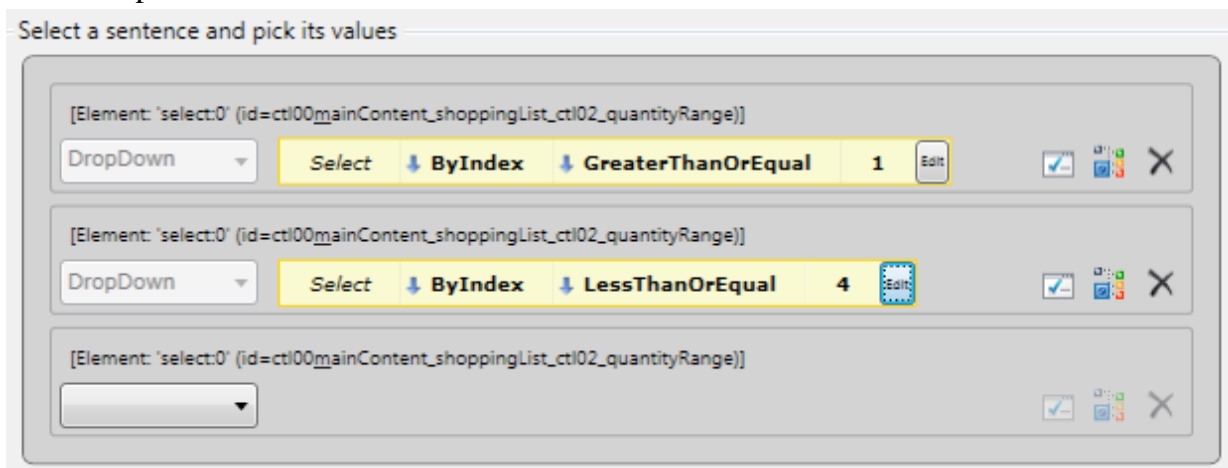 Select a sentence and pick its values
[Element: 'select:0' (id=ctl00mainContent_shoppingList_ctl02_quantityRange)]
DropDown Select ByIndex GreaterThanOrEqual 1 Edit
[Element: 'select:0' (id=ctl00mainContent_shoppingList_ctl02_quantityRange)]
DropDown Select ByIndex LessThanOrEqual 4 Edit
[Element: 'select:0' (id=ctl00mainContent_shoppingList_ctl02_quantityRange)]